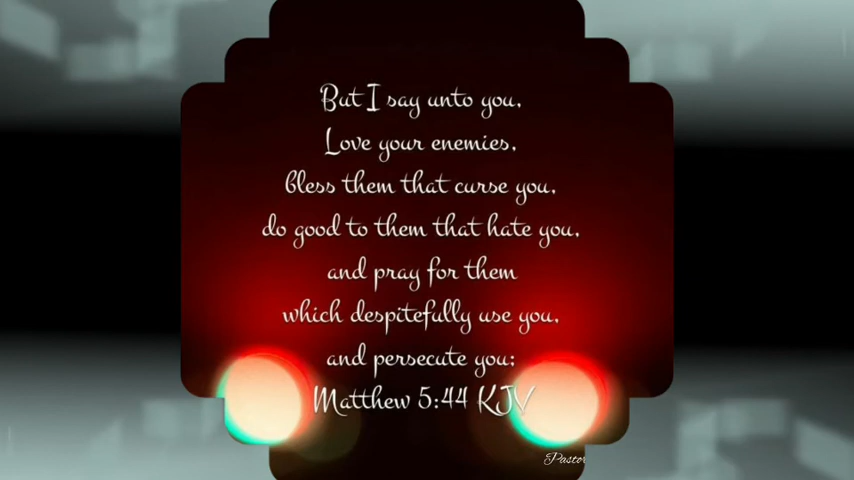 But I say unto you,
Love your enemies,
bless them that curse you,
do good to them that hate you,
and pray for them
which despitefully use you,
and persecute you;
Matthew 5:44 KJV
Pastor